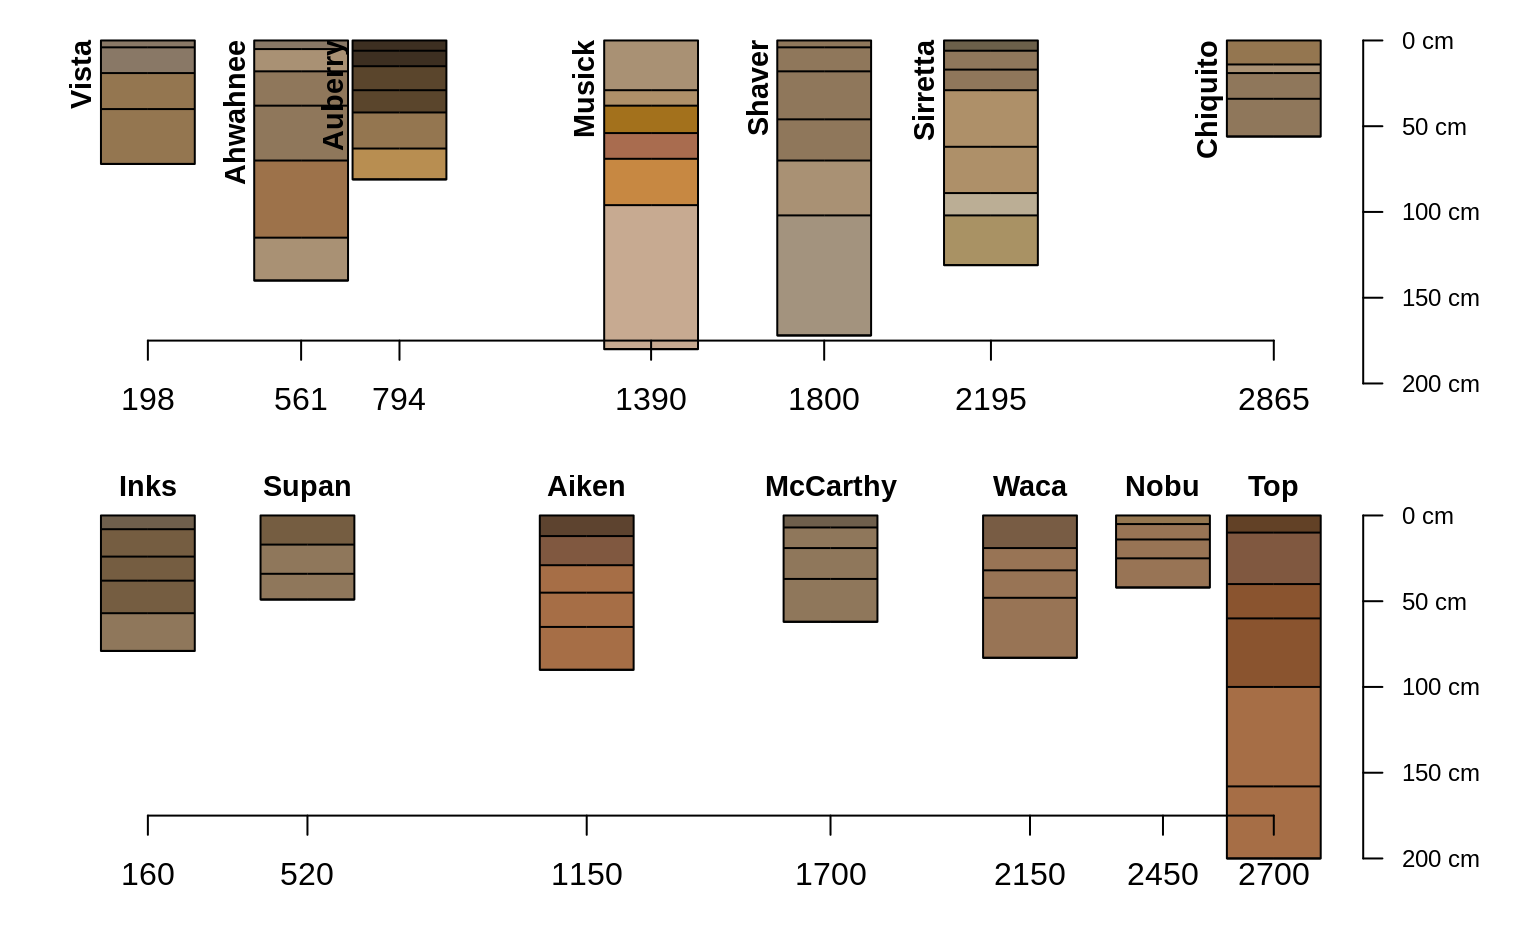 Vista
Ahwahnee
Auberry
Musick
Shaver
Sirretta
Chiquito
0 cm
50 cm
100 cm
150 cm
200 cm
198 561 794 1390 1800 2195 2865
Inks Supan Aiken McCarthy Waca Nobu Top
0 cm
50 cm
100 cm
150 cm
200 cm
160 520 1150 1700 2150 2450 2700